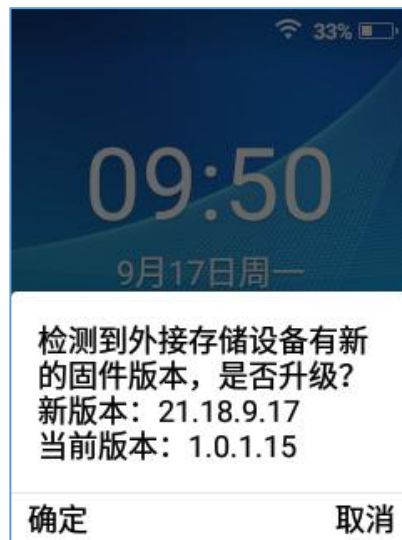 33%
09:50
9月17日周一
检测到外接存储设备有新
的固件版本，是否升级？
新版本：21.18.9.17
当前版本：1.0.1.15
确定 取消